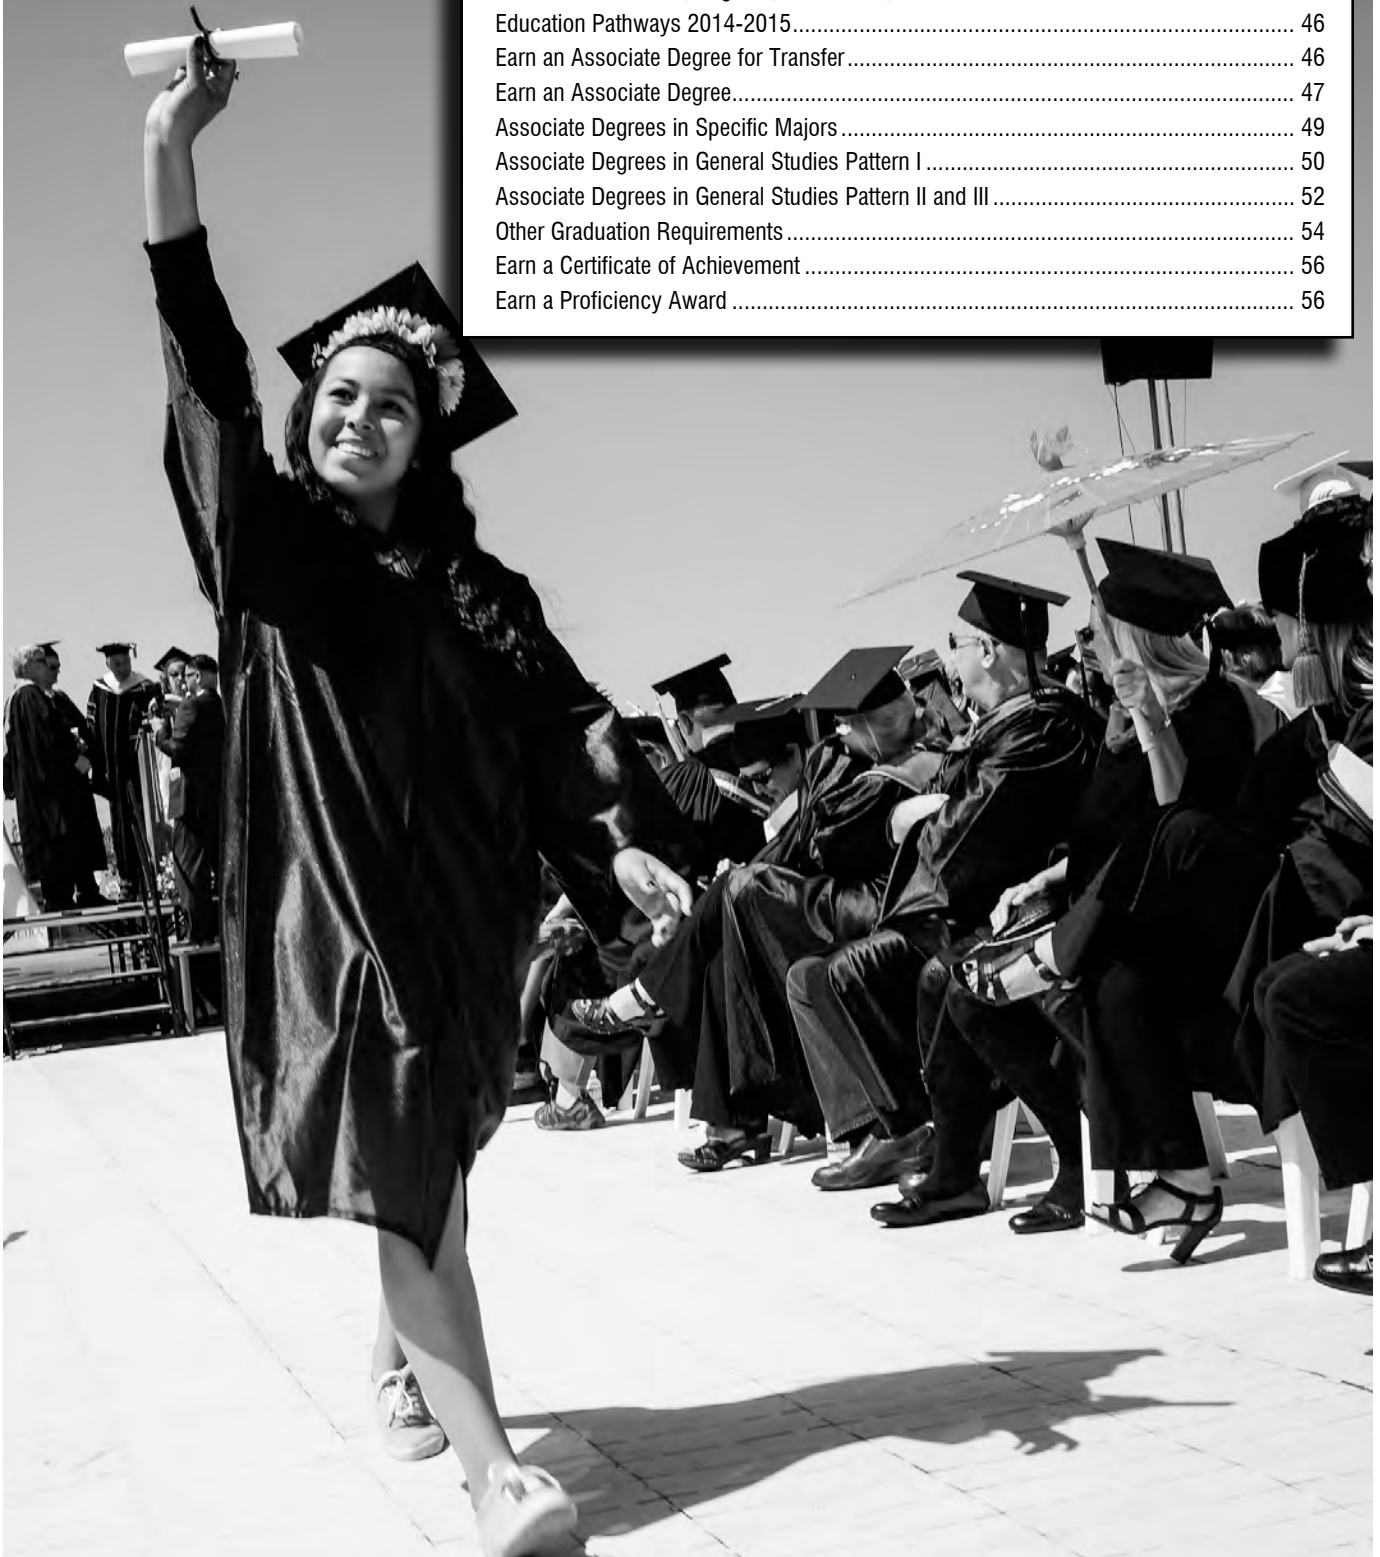 Education Pathways 2014-2015........................................................ 46
Earn an Associate Degree for Transfer........................................................ 46
Earn an Associate Degree........................................................ 47
Associate Degrees in Specific Majors........................................................ 49
Associate Degrees in General Studies Pattern I........................................................ 50
Associate Degrees in General Studies Pattern II and III........................................................ 52
Other Graduation Requirements........................................................ 54
Earn a Certificate of Achievement........................................................ 56
Earn a Proficiency Award........................................................ 56